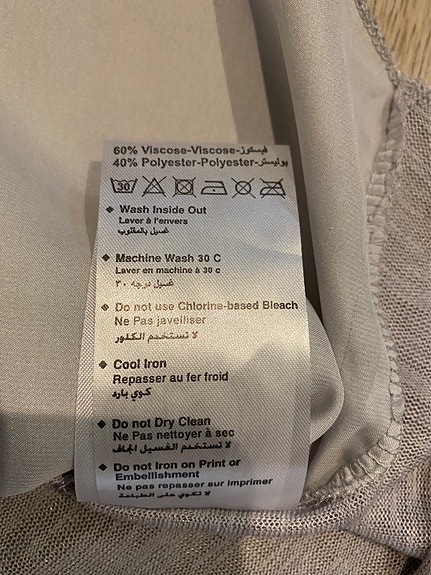 60% Viscose-Viscose-فيسكوز
40% Polyester-Polyester-بوليستر
30
Wash Inside Out
Laver à l'envers
غسيل بالمقلوب
Machine Wash 30 C
Laver en machine à 30 c
غسيل درجه ٣٠
Do not use Chlorine-based Bleach
Ne Pas javeiliser
لا تستخدم الكلور
Cool Iron
Repasser au fer froid
كوي بارد
Do not Dry Clean
Ne Pas nettoyer à sec
لا تستخدم الغسيل الجاف
Do not Iron on Print or
Embellishment
Ne pas repasser sur imprimer
لا تكوي على الطباعة